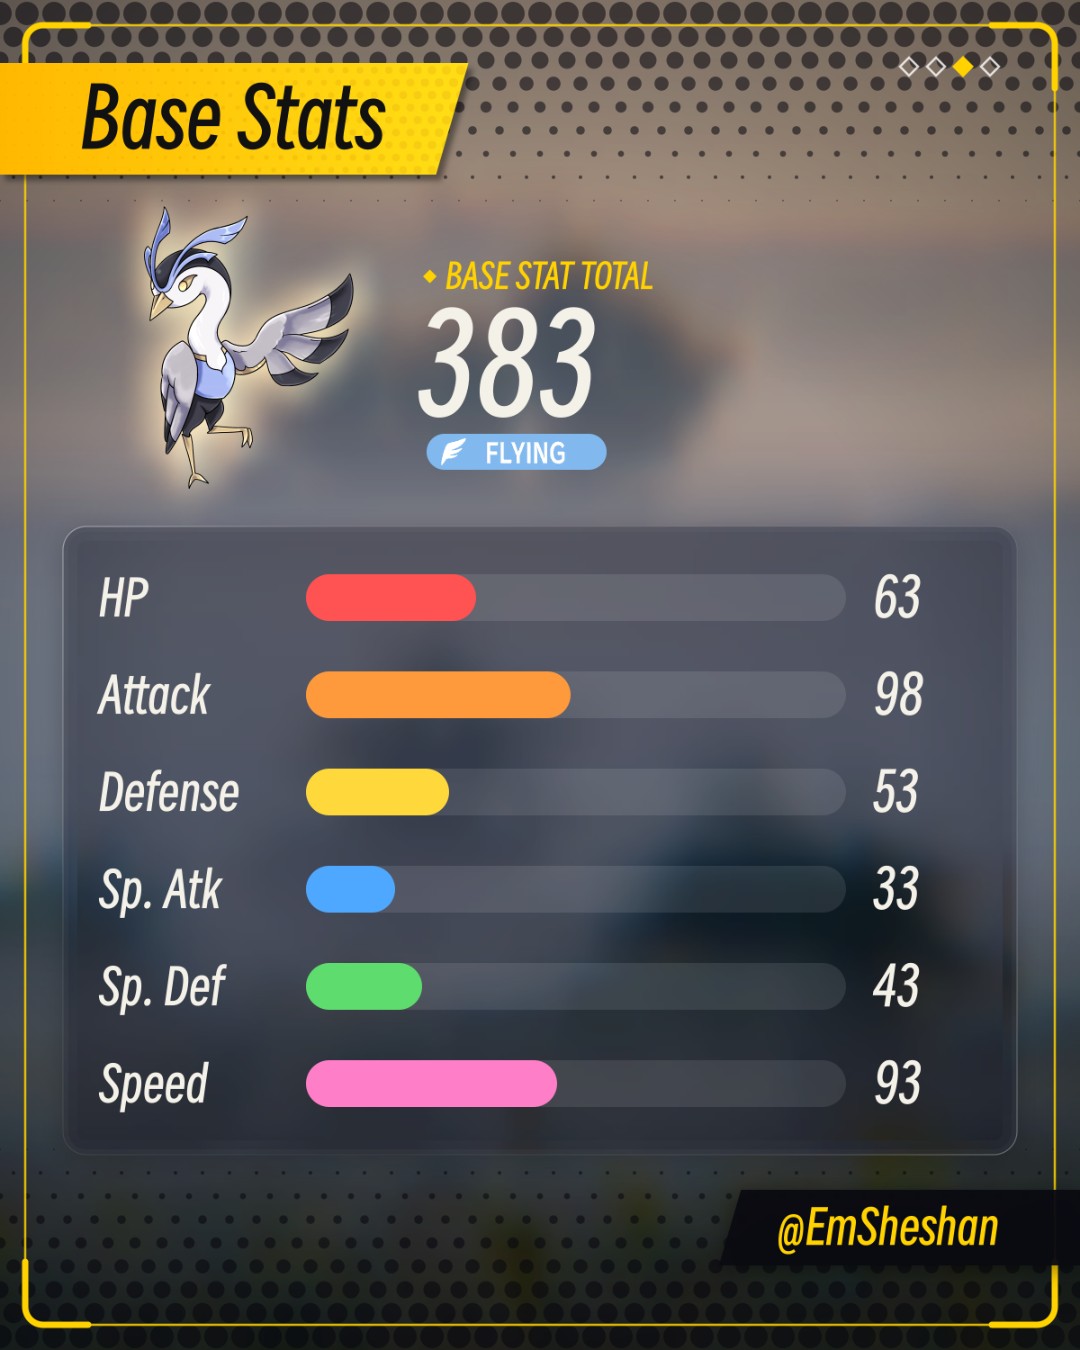 Base Stats
BASE STAT TOTAL
383
FLYING
HP 63
Attack 98
Defense 53
Sp. Atk 33
Sp. Def 43
Speed 93
@EmSheshan